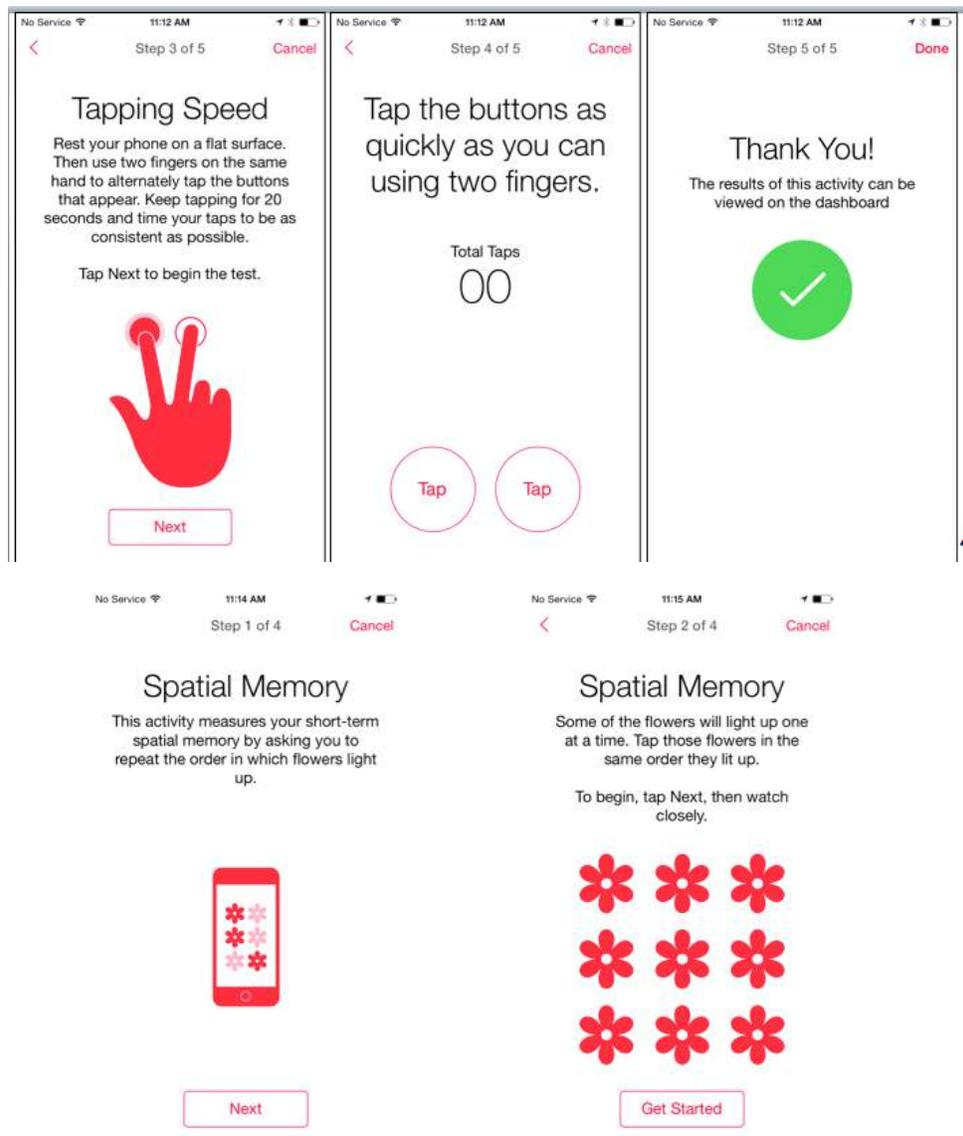 No Service 11:12 AM
Step 3 of 5 Cancel
Tapping Speed
Rest your phone on a flat surface.
Then use two fingers on the same
hand to alternately tap the buttons
that appear. Keep tapping for 20
seconds and time your taps to be as
consistent as possible.
Tap Next to begin the test.
Next
No Service 11:12 AM
Step 4 of 5 Cancel
Tap the buttons as
quickly as you can
using two fingers.
Total Taps
00
Tap Tap
No Service 11:12 AM
Step 5 of 5 Done
Thank You!
The results of this activity can be
viewed on the dashboard
No Service 11:14 AM
Step 1 of 4 Cancel
Spatial Memory
This activity measures your short-term
spatial memory by asking you to
repeat the order in which flowers light
up.
Next
No Service 11:15 AM
Step 2 of 4 Cancel
Spatial Memory
Some of the flowers will light up one
at a time. Tap those flowers in the
same order they lit up.
To begin, tap Next, then watch
closely.
Get Started